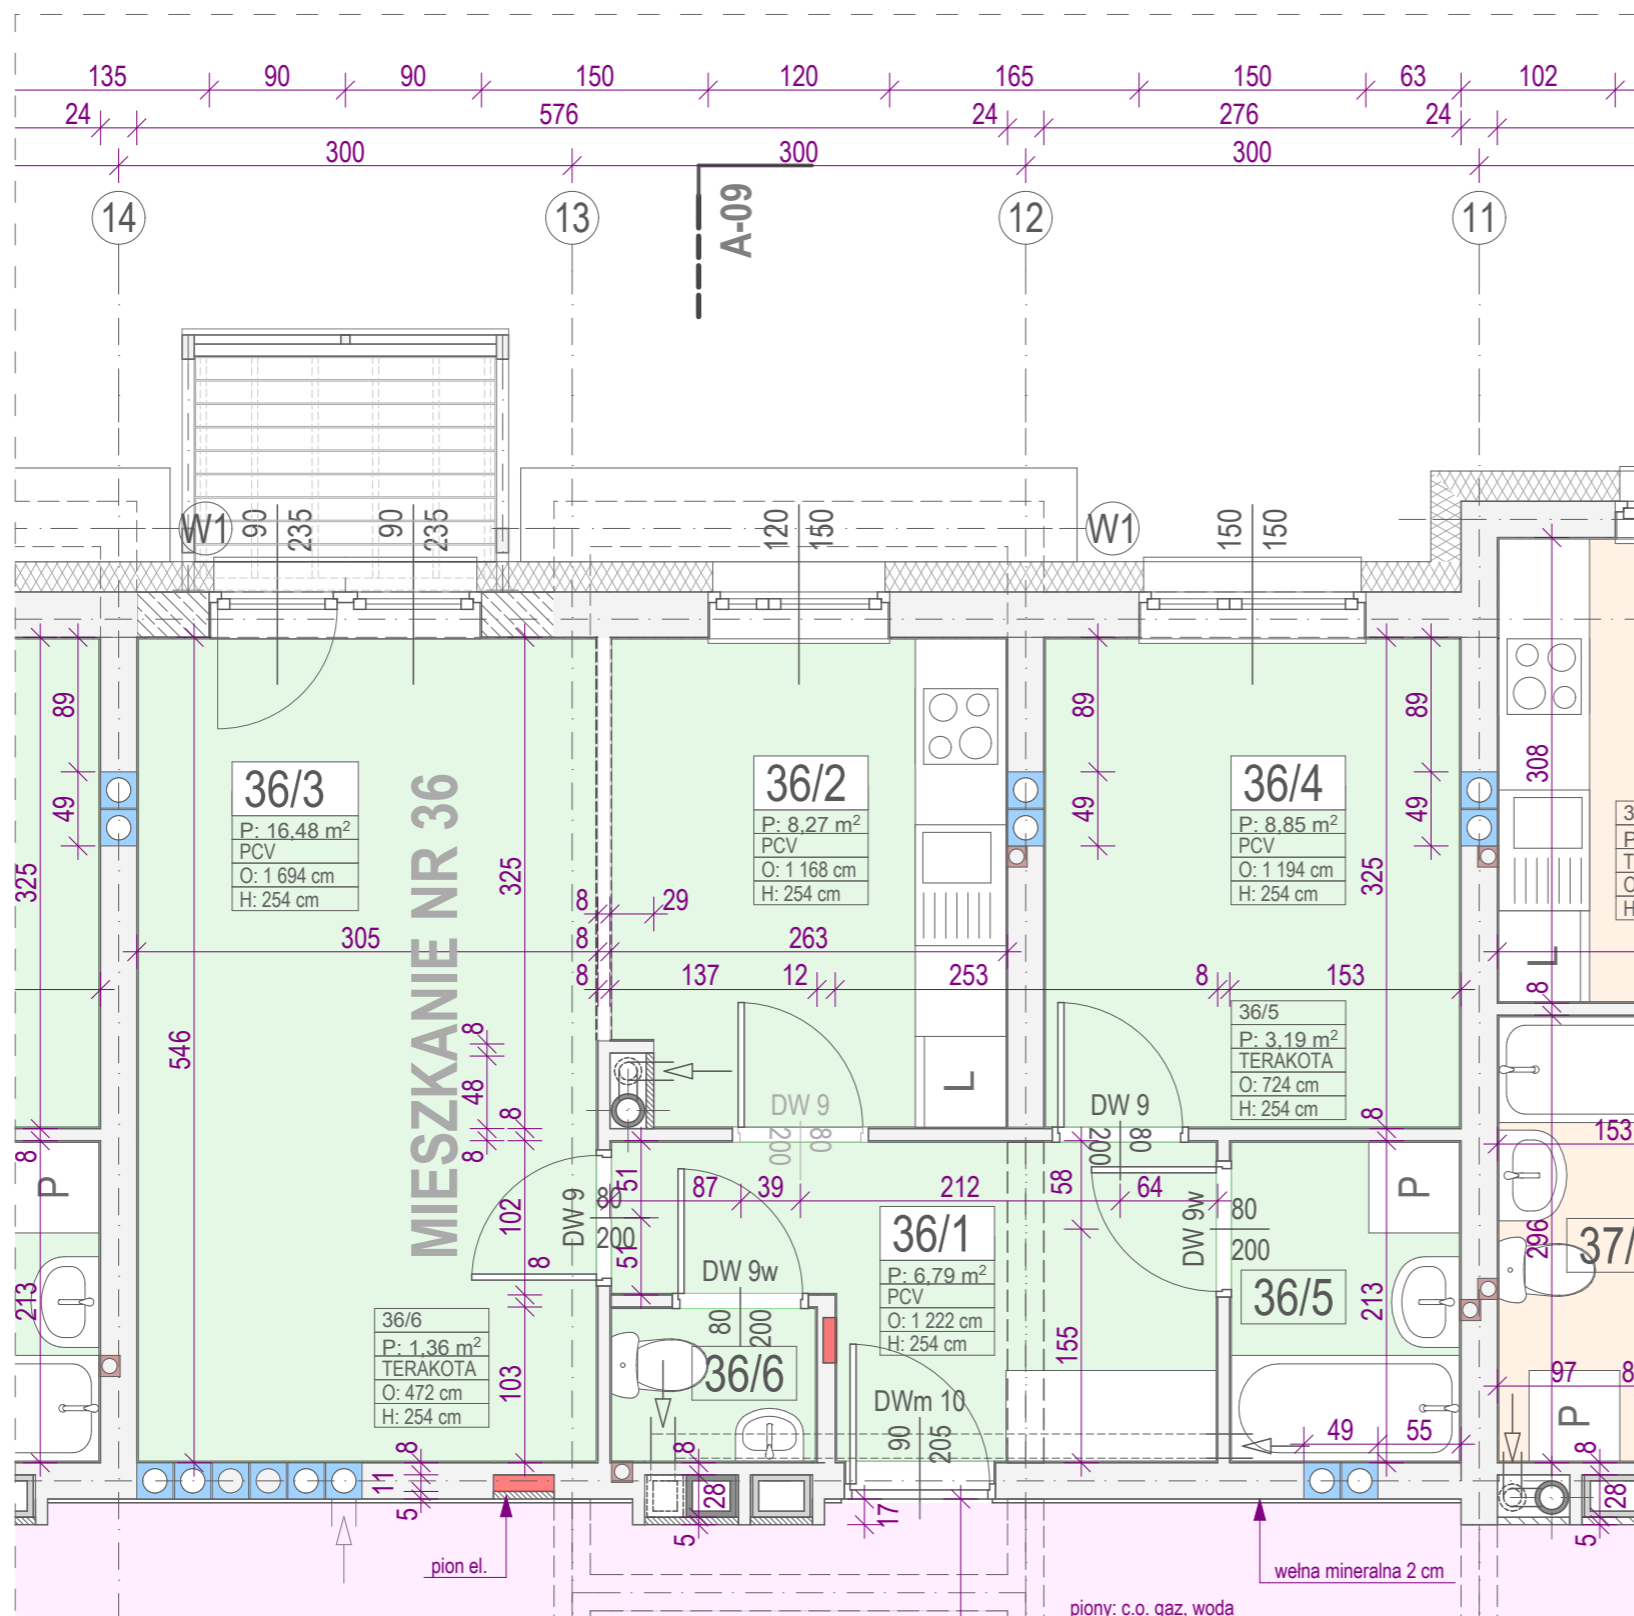 135 90 90 150 120 165 150 63 102
24 576 24 276 24
300 300 300
14 13 12 11
A-09
W1 90 235 90 235 120 150 W1 150 150
89 89 89
49 49 49
325 325 325 308
36/3
P: 16,48 m²
PCV
O: 1 694 cm
H: 254 cm
MIESZKANIE NR 36
36/2
P: 8,27 m²
PCV
O: 1 168 cm
H: 254 cm
36/4
P: 8,85 m²
PCV
O: 1 194 cm
H: 254 cm
8 29
305 8 263
8 137 12 253 8 153
L
8
36/5
P: 3,19 m²
TERAKOTA
O: 724 cm
H: 254 cm
546
8
48 8
8
L
DW 9 80 200
DW 9 80 200
8
8
153
P
P
51 87 39 212 58 64
DW 9 80 200
102
51
8
DW 9w 80 200
DW 9w 80 200
36/1
P: 6,79 m²
PCV
O: 1 222 cm
H: 254 cm
36/5
213
213
296
37/
36/6
P: 1,36 m²
TERAKOTA
O: 472 cm
H: 254 cm
36/6
103
155
DWm 10 90 205
97 8
P
49 55
8 8 8
11 28 28
5 17
5 5
pion el.
wełna mineralna 2 cm
piony: c.o. gaz, woda